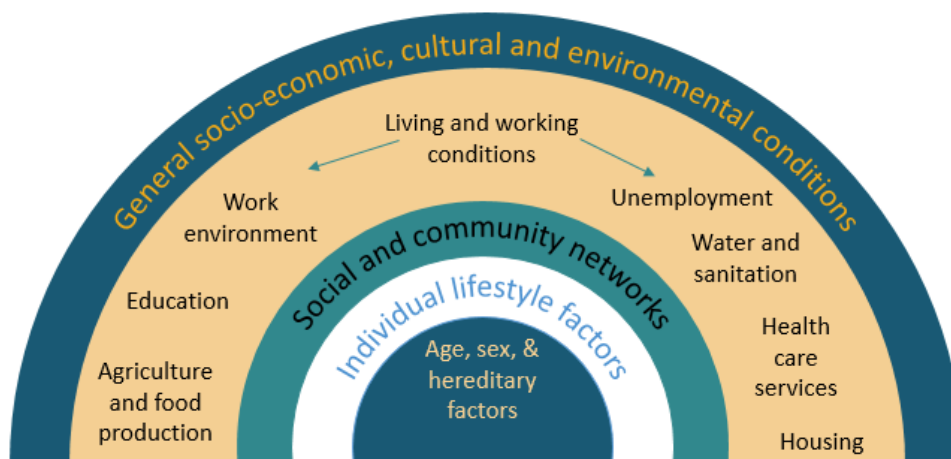 General socio-economic, cultural and environmental conditions
Living and working
conditions
Work
environment
Unemployment
Education
Water and
sanitation
Agriculture
and food
production
Health
care
services
Housing
Social and community networks
Individual lifestyle factors
Age, sex, &
hereditary
factors